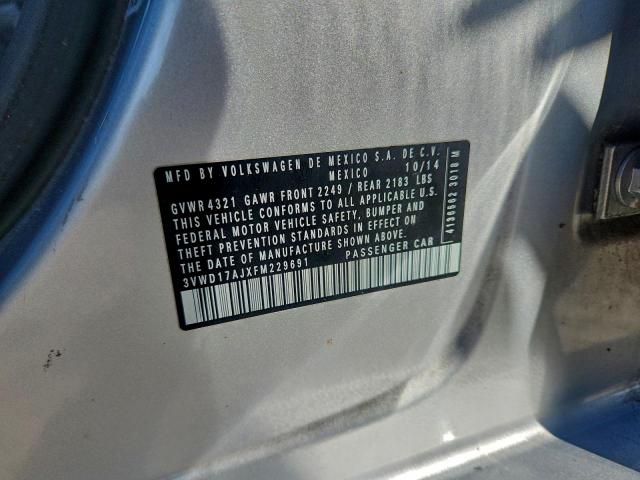 MFD BY VOLKSWAGEN DE MEXICO S.A. DE C.V.
MEXICO 10/14
GVWR 4321 GAWR FRONT 2249 / REAR 2183 LBS
THIS VEHICLE CONFORMS TO ALL APPLICABLE U.S.
FEDERAL MOTOR VEHICLE SAFETY, BUMPER AND
THEFT PREVENTION STANDARDS IN EFFECT ON
THE DATE OF MANUFACTURE SHOWN ABOVE.
3VWD17AJXFM229691 PASSENGER CAR
4196662 3018 M